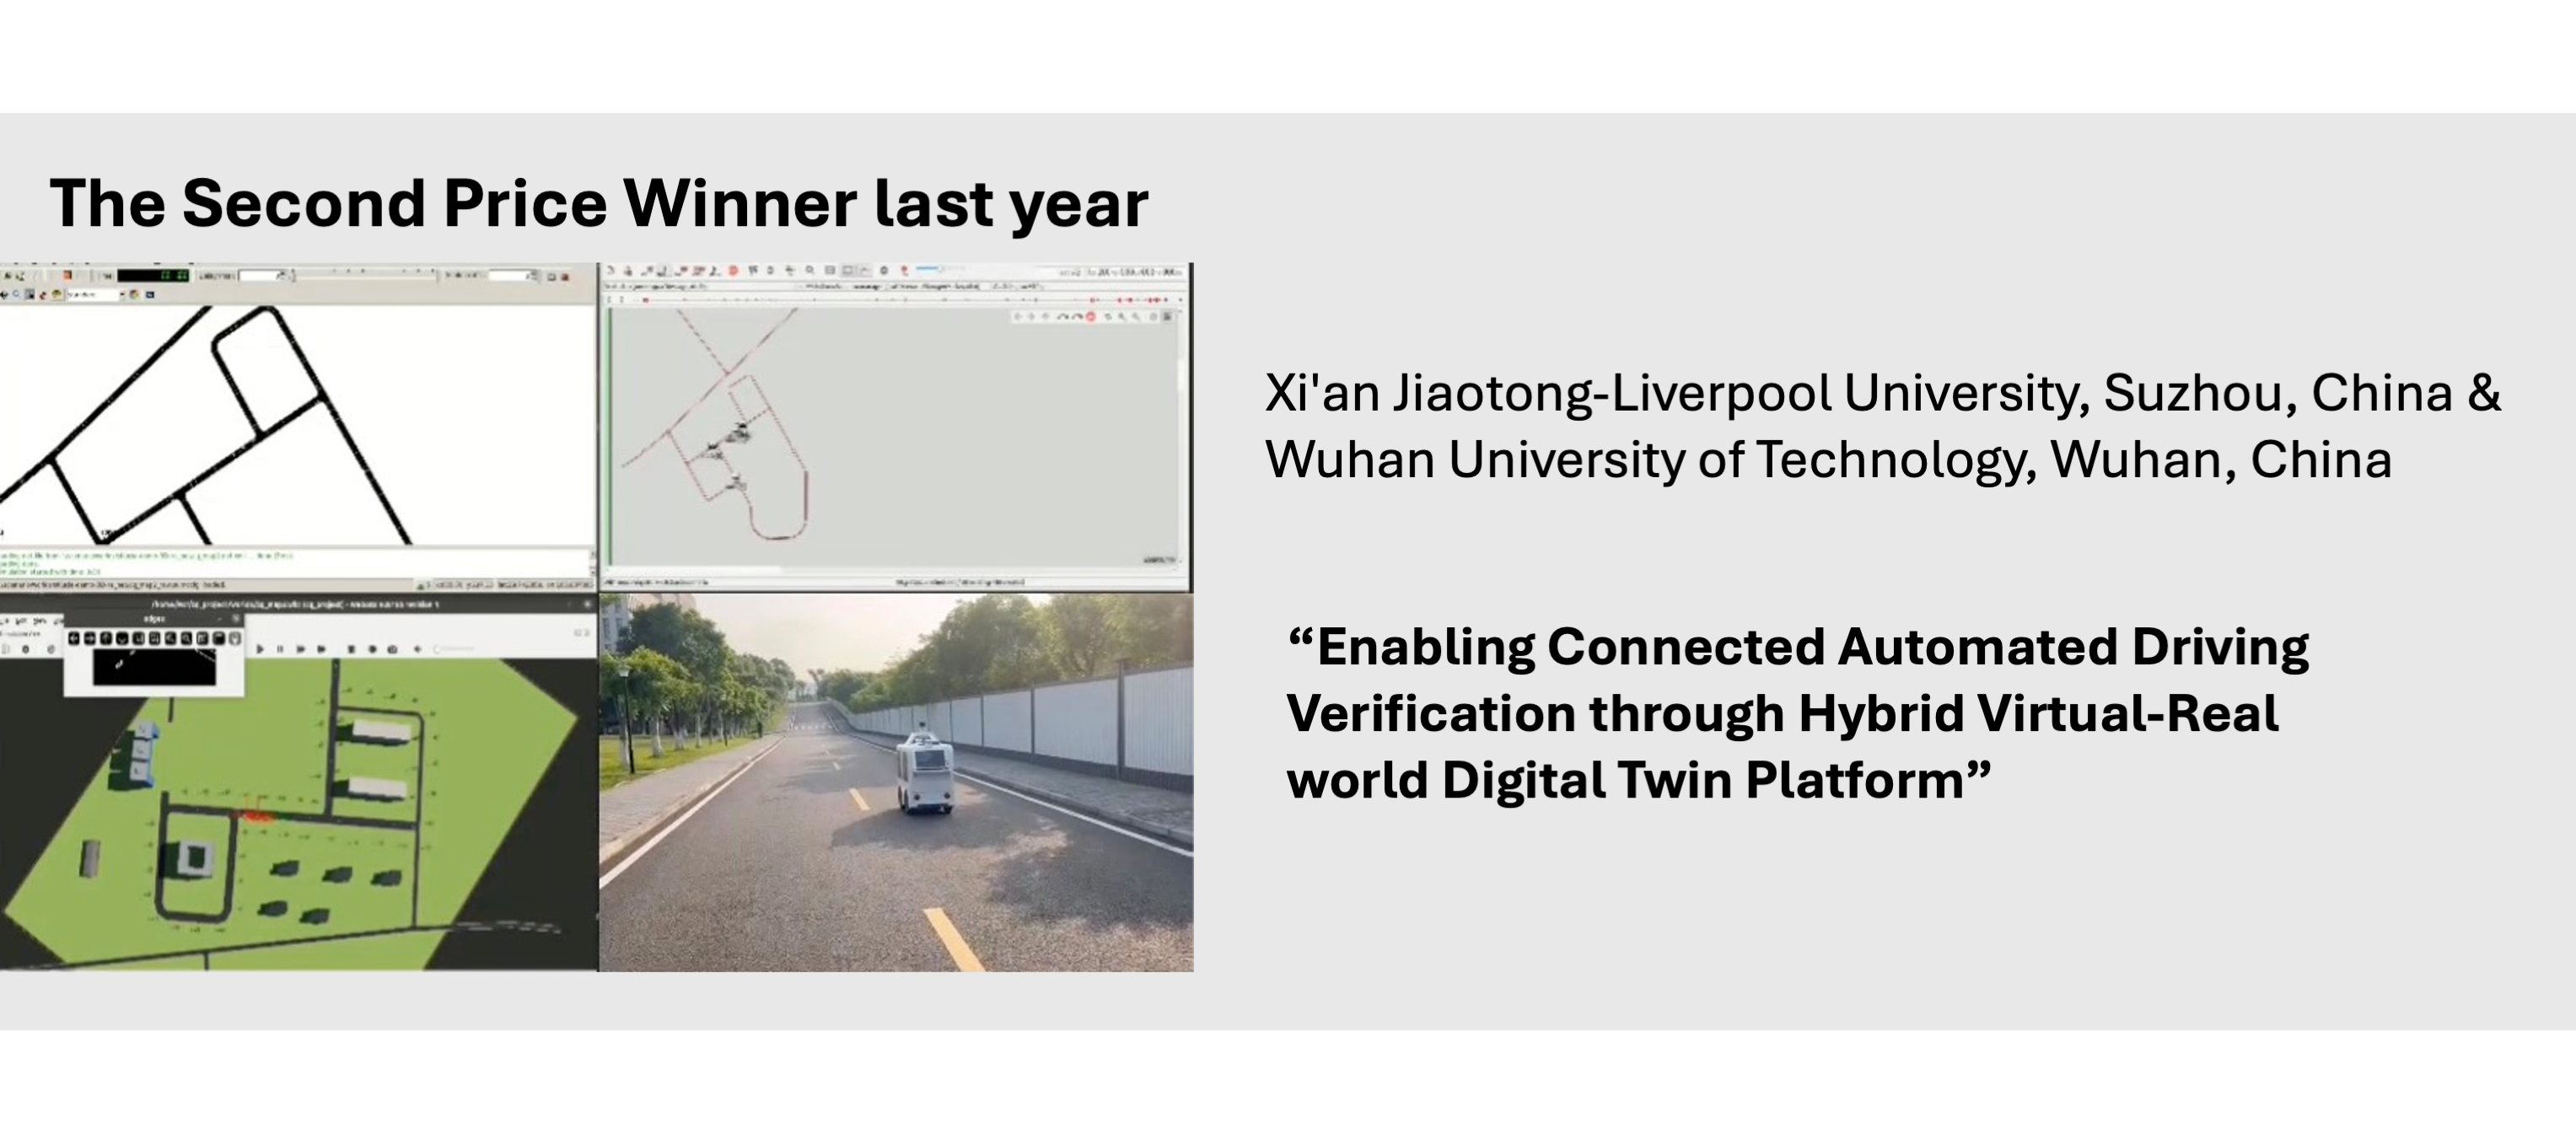 The Second Price Winner last year
Xi'an Jiaotong-Liverpool University, Suzhou, China &
Wuhan University of Technology, Wuhan, China
“Enabling Connected Automated Driving
Verification through Hybrid Virtual-Real
world Digital Twin Platform”